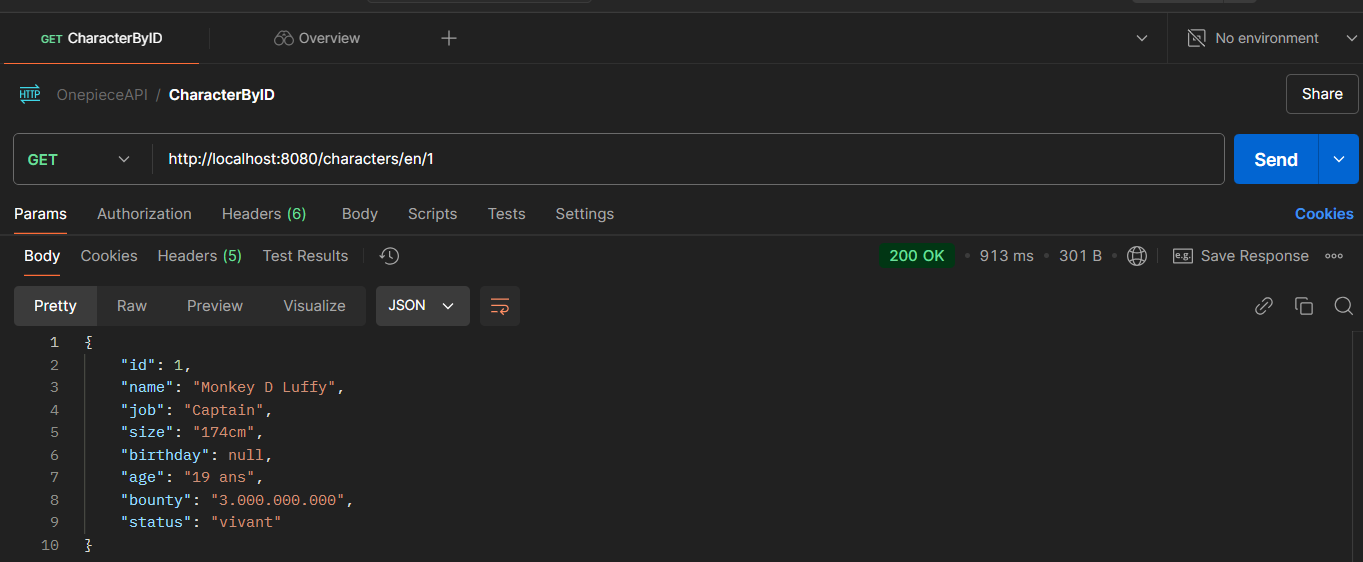 GET CharacterByID Overview No environment
HTTP OnepieceAPI / CharacterByID Share
GET http://localhost:8080/characters/en/1 Send
Params Authorization Headers (6) Body Scripts Tests Settings Cookies
Body Cookies Headers (5) Test Results 200 OK • 913 ms • 301 B e.g. Save Response
Pretty Raw Preview Visualize JSON
1 {
2 "id": 1,
3 "name": "Monkey D Luffy",
4 "job": "Captain",
5 "size": "174cm",
6 "birthday": null,
7 "age": "19 ans",
8 "bounty": "3.000.000.000",
9 "status": "vivant"
10 }